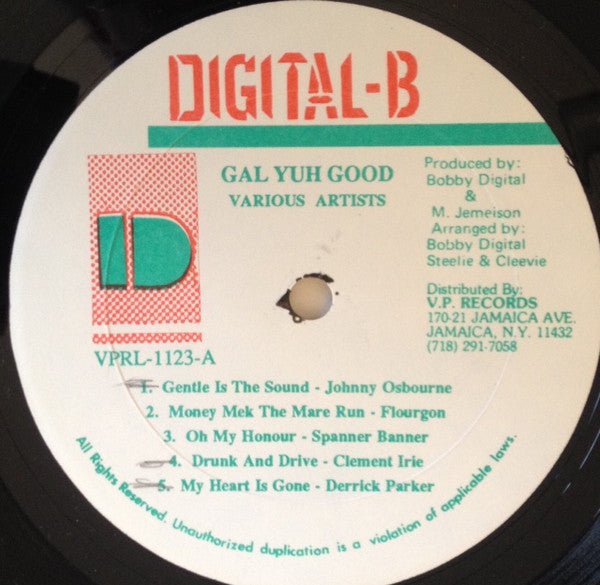 DIGITAL-B
GAL YUH GOOD
VARIOUS ARTISTS
Produced by:
Bobby Digital
&
M. Jemeison
Arranged by:
Bobby Digital
Steelie & Cleevie
Distributed By:
V.P. RECORDS
170-21 JAMAICA AVE.
JAMAICA, N.Y. 11432
(718) 291-7058
D
VPRL-1123-A
1. Gentle Is The Sound - Johnny Osbourne
2. Money Mek The Mare Run - Flourgon
3. Oh My Honour - Spanner Banner
4. Drunk And Drive - Clement Irie
5. My Heart Is Gone - Derrick Parker
All Rights Reserved. Unauthorized duplication is a violation of applicable laws.